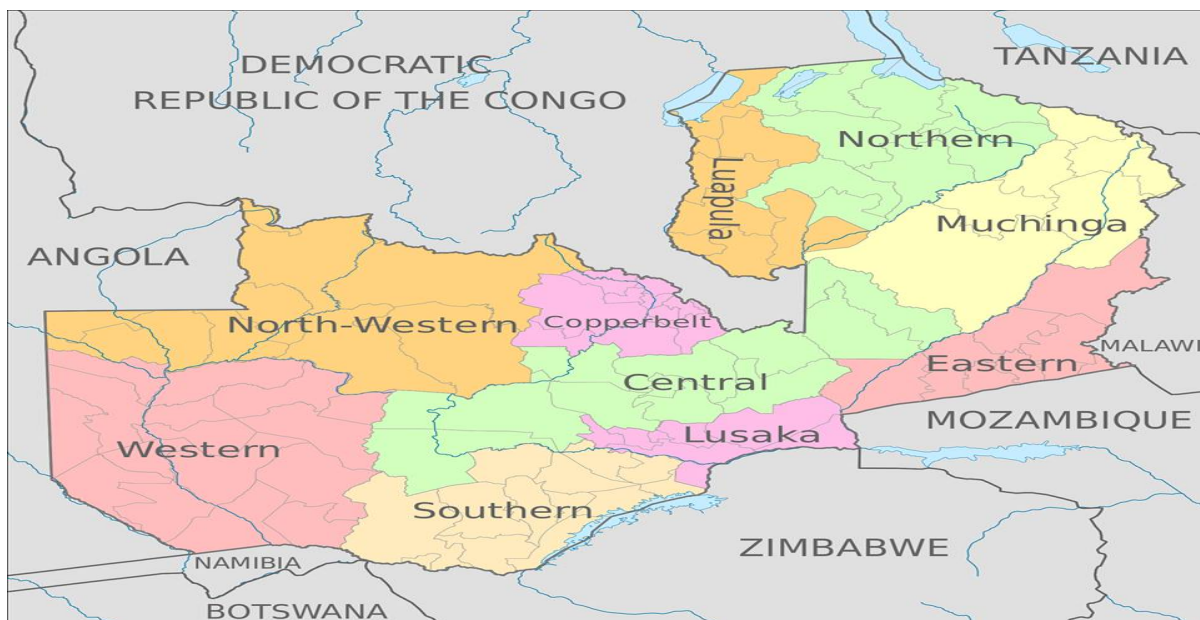 DEMOCRATIC
REPUBLIC OF THE CONGO
TANZANIA
Northern
Luapula
Muchinga
ANGOLA
North-Western
Copperbelt
MALAWI
Eastern
Central
MOZAMBIQUE
Lusaka
Western
Southern
ZIMBABWE
NAMIBIA
BOTSWANA